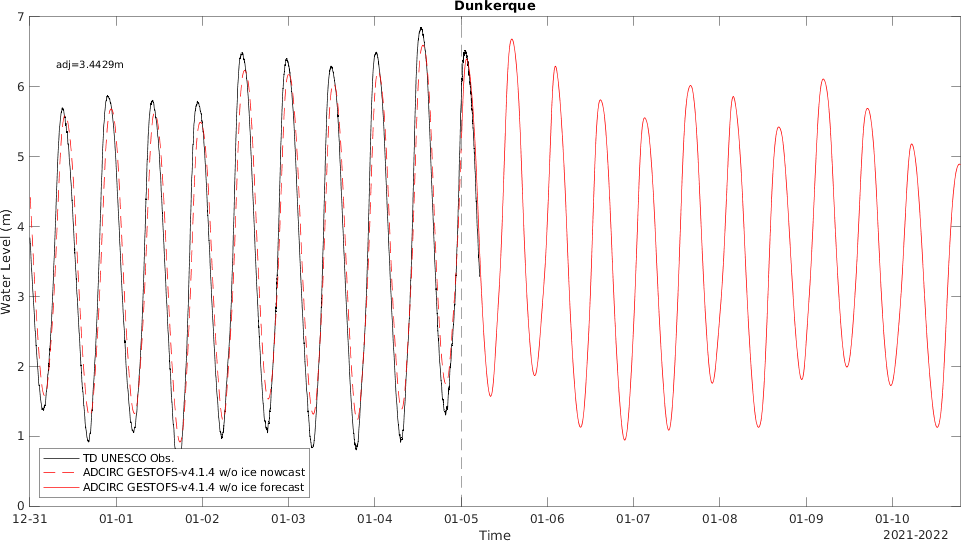 Dunkerque
7
6
5
4
3
2
1
0
Water Level (m)
adj=3.4429m
TD UNESCO Obs.
ADCIRC GESTOFS-v4.1.4 w/o ice nowcast
ADCIRC GESTOFS-v4.1.4 w/o ice forecast
12-31 01-01 01-02 01-03 01-04 01-05 01-06 01-07 01-08 01-09 01-10
Time
2021-2022